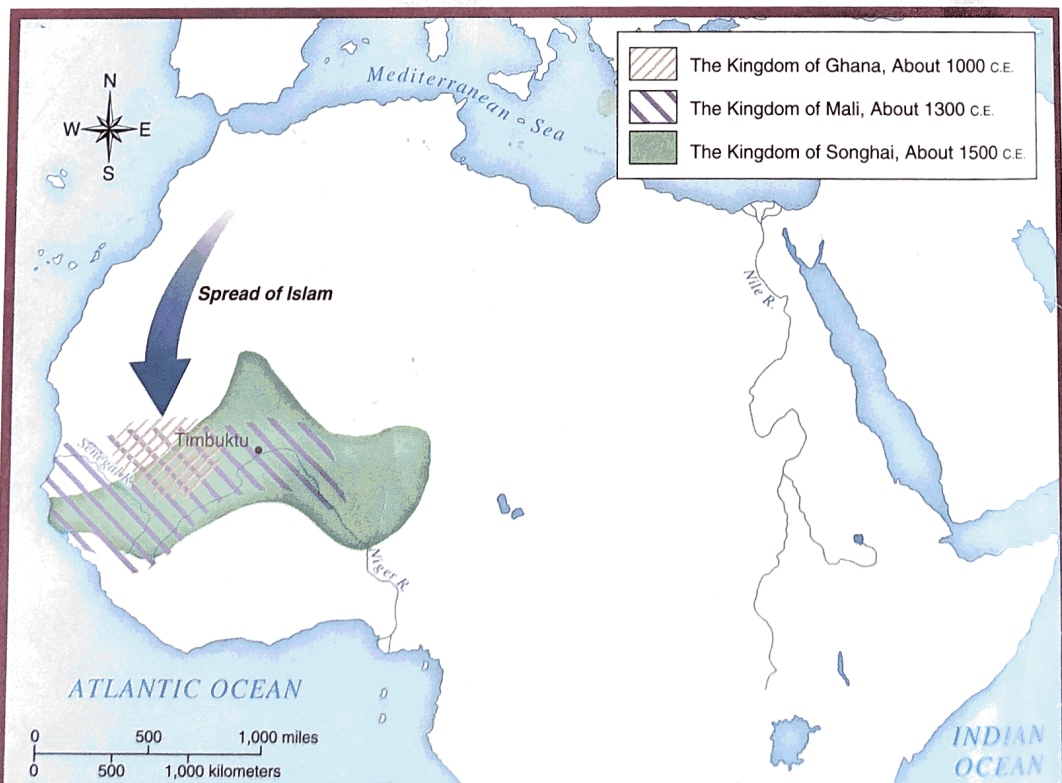 The Kingdom of Ghana, About 1000 C.E.
The Kingdom of Mali, About 1300 C.E.
The Kingdom of Songhai, About 1500 C.E.
N
W E
S
Mediterranean Sea
Spread of Islam
Nile R.
Timbuktu
Senegal R.
Niger R.
ATLANTIC OCEAN
INDIAN
OCEAN
0 500 1,000 miles
0 500 1,000 kilometers